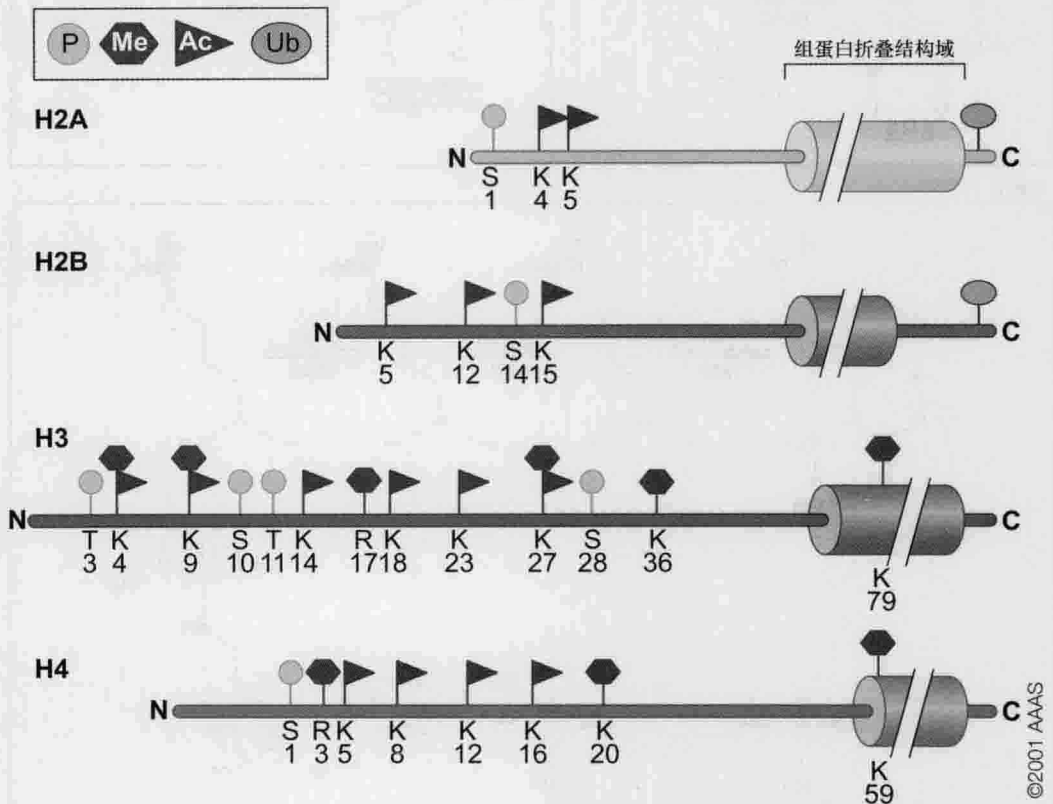 P Me Ac Ub
组蛋白折叠结构域
H2A
N C
S K K
1 4 5
H2B
N C
K K S K
5 12 14 15
H3
N C
T K K S T K R K K K S K K
3 4 9 10 11 14 17 18 23 27 28 36 79
H4
N C
S R K K K K K K
1 3 5 8 12 16 20 59
©2001 AAAS